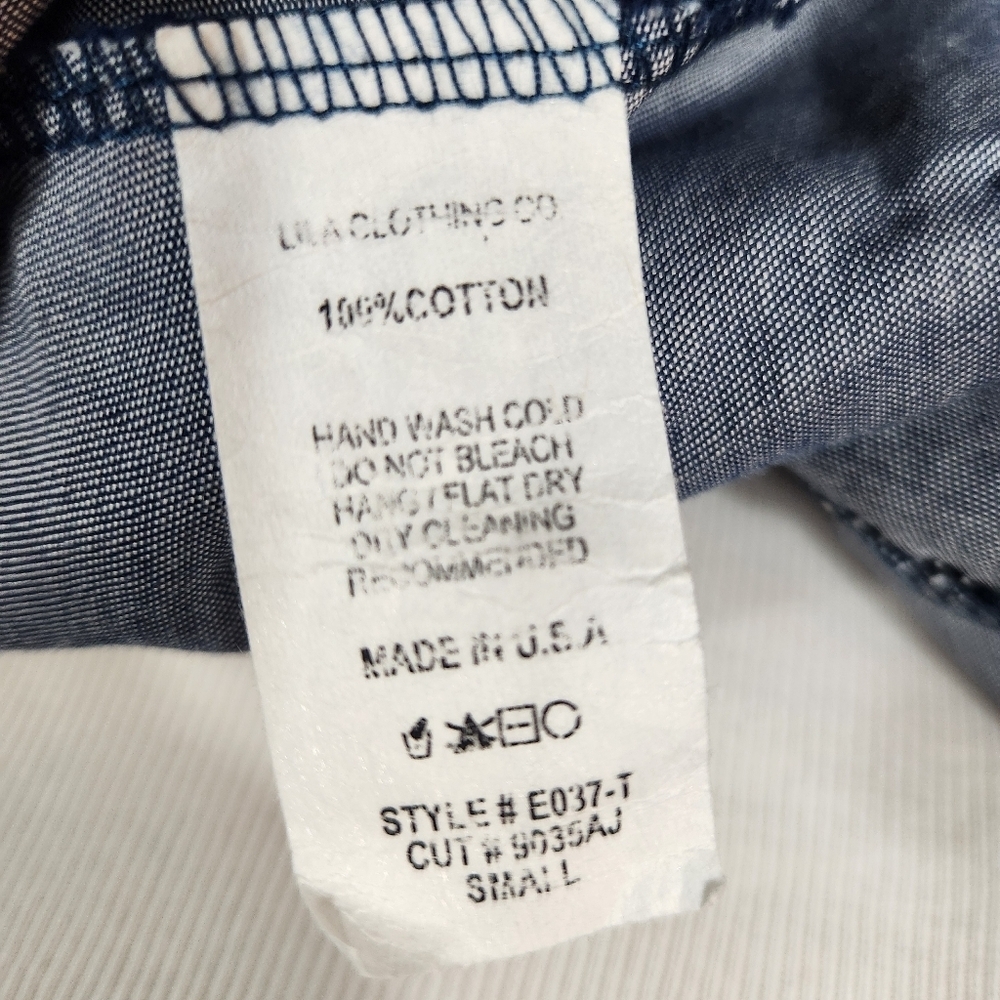 LILA CLOTHING CO
100%COTTON
HAND WASH COLD
DO NOT BLEACH
HANG / FLAT DRY
DRY CLEANING
RECOMMENDED
MADE IN U.S.A
STYLE # E037-T
CUT # 9035AJ
SMALL